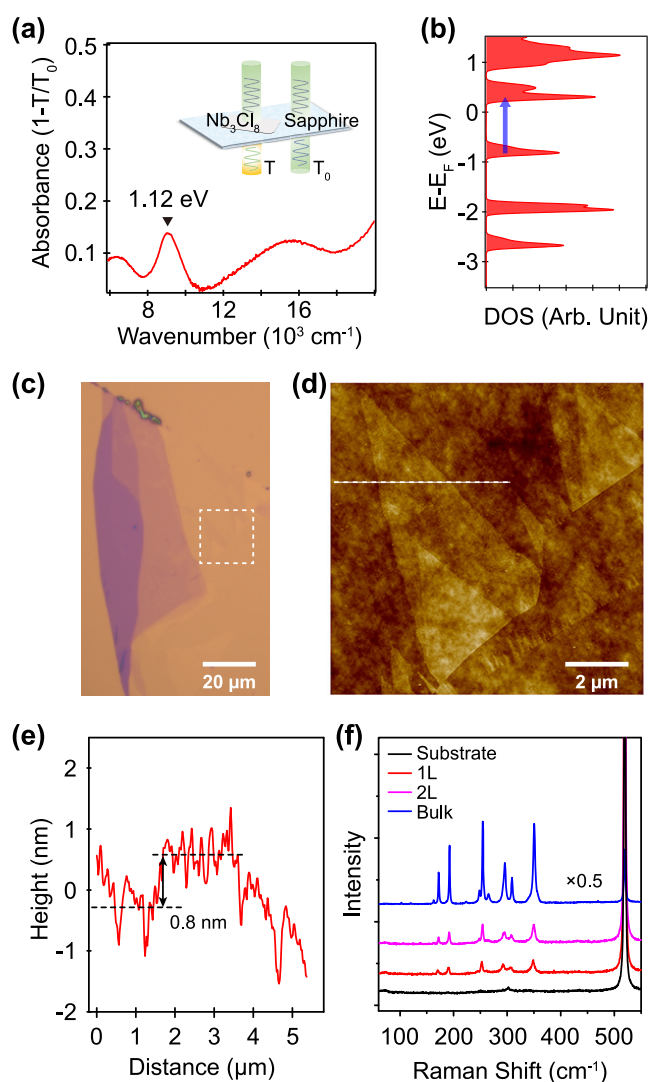 (a)
0.5
0.4
0.3
0.2
0.1
Absorbance (1-T/T₀)
Nb₃Cl₈ Sapphire
T T₀
1.12 eV
8 12 16
Wavenumber (10³ cm⁻¹)
(b)
1
0
-1
-2
-3
E-E_F (eV)
DOS (Arb. Unit)
(c)
20 μm
(d)
2 μm
(e)
2
1
0
-1
-2
Height (nm)
0.8 nm
0 1 2 3 4 5
Distance (μm)
(f)
Substrate
1L
2L
Bulk
×0.5
Intensity
100 200 300 400 500
Raman Shift (cm⁻¹)